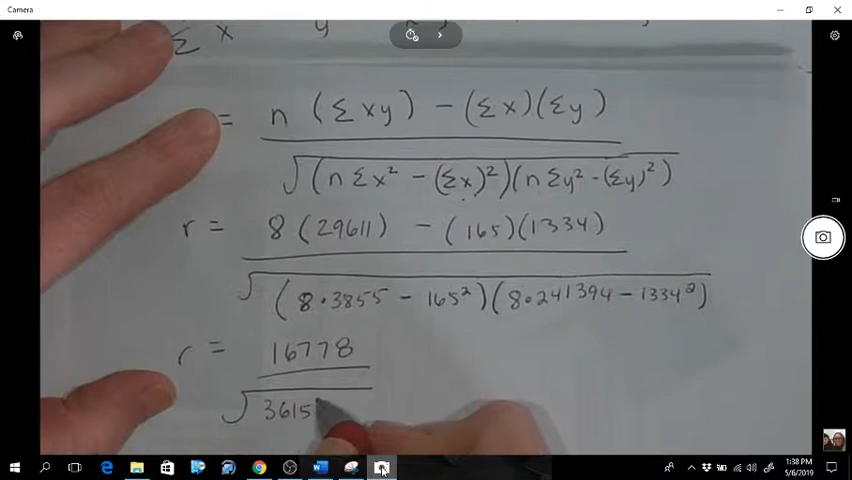 Camera
Σ x y
= n (Σxy) - (Σx)(Σy)
√(nΣx² - (Σx)²)(nΣy² - (Σy)²)
r = 8(29611) - (165)(1334)
√(8·3855 - 165²)(8·241394 - 1334²)
r = 16778
√3615
1:38 PM
5/6/2019